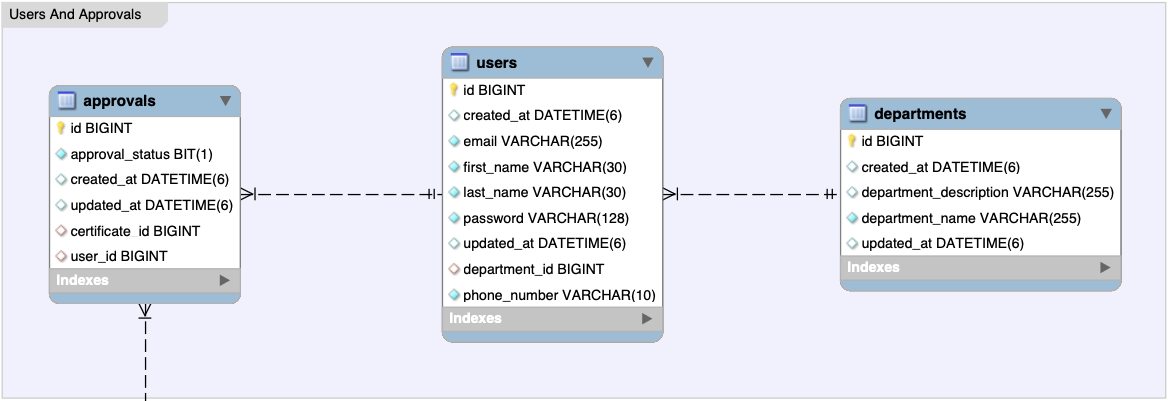 Users And Approvals
approvals
id BIGINT
approval_status BIT(1)
created_at DATETIME(6)
updated_at DATETIME(6)
certificate_id BIGINT
user_id BIGINT
Indexes
users
id BIGINT
created_at DATETIME(6)
email VARCHAR(255)
first_name VARCHAR(30)
last_name VARCHAR(30)
password VARCHAR(128)
updated_at DATETIME(6)
department_id BIGINT
phone_number VARCHAR(10)
Indexes
departments
id BIGINT
created_at DATETIME(6)
department_description VARCHAR(255)
department_name VARCHAR(255)
updated_at DATETIME(6)
Indexes